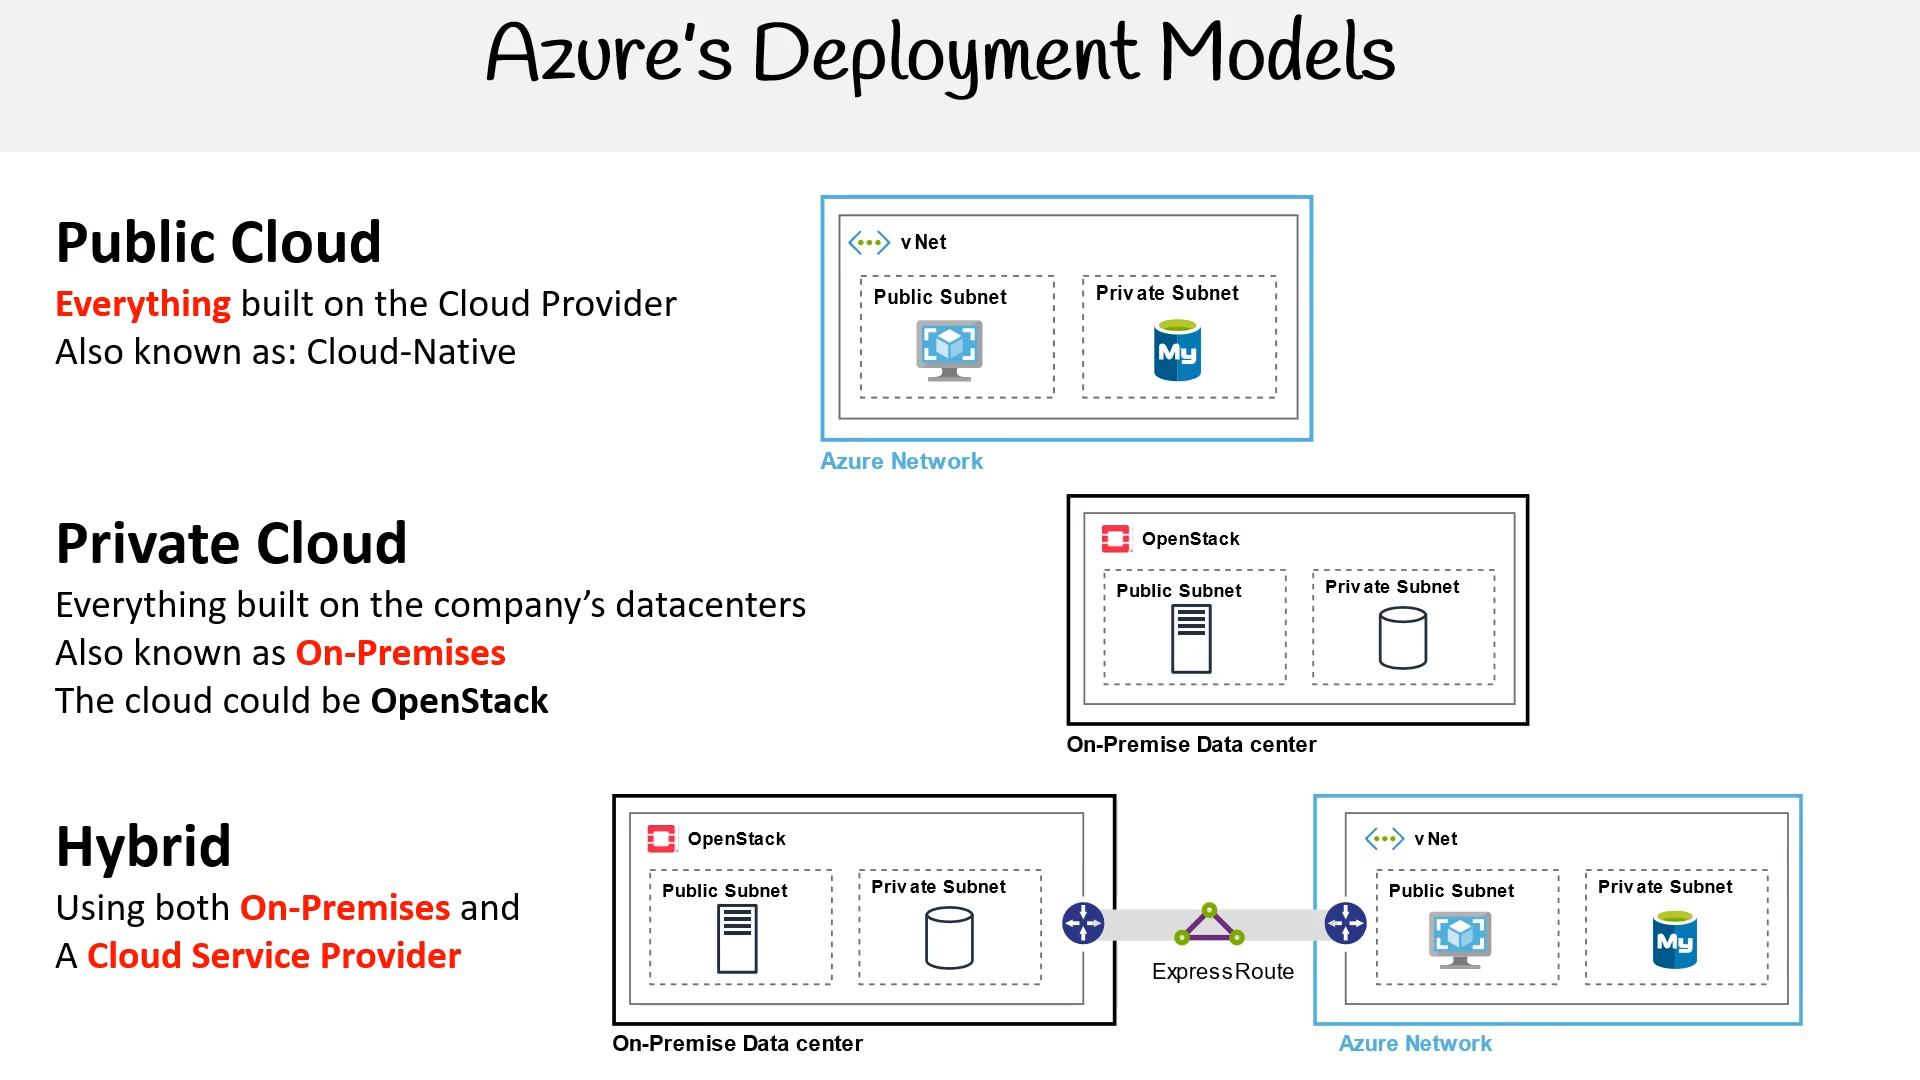 Azure's Deployment Models
Public Cloud
Everything built on the Cloud Provider
Also known as: Cloud-Native
vNet
Public Subnet
Private Subnet
My
Azure Network
Private Cloud
Everything built on the company’s datacenters
Also known as On-Premises
The cloud could be OpenStack
OpenStack
Public Subnet
Private Subnet
On-Premise Data center
Hybrid
Using both On-Premises and
A Cloud Service Provider
OpenStack
Public Subnet
Private Subnet
On-Premise Data center
ExpressRoute
vNet
Public Subnet
Private Subnet
My
Azure Network